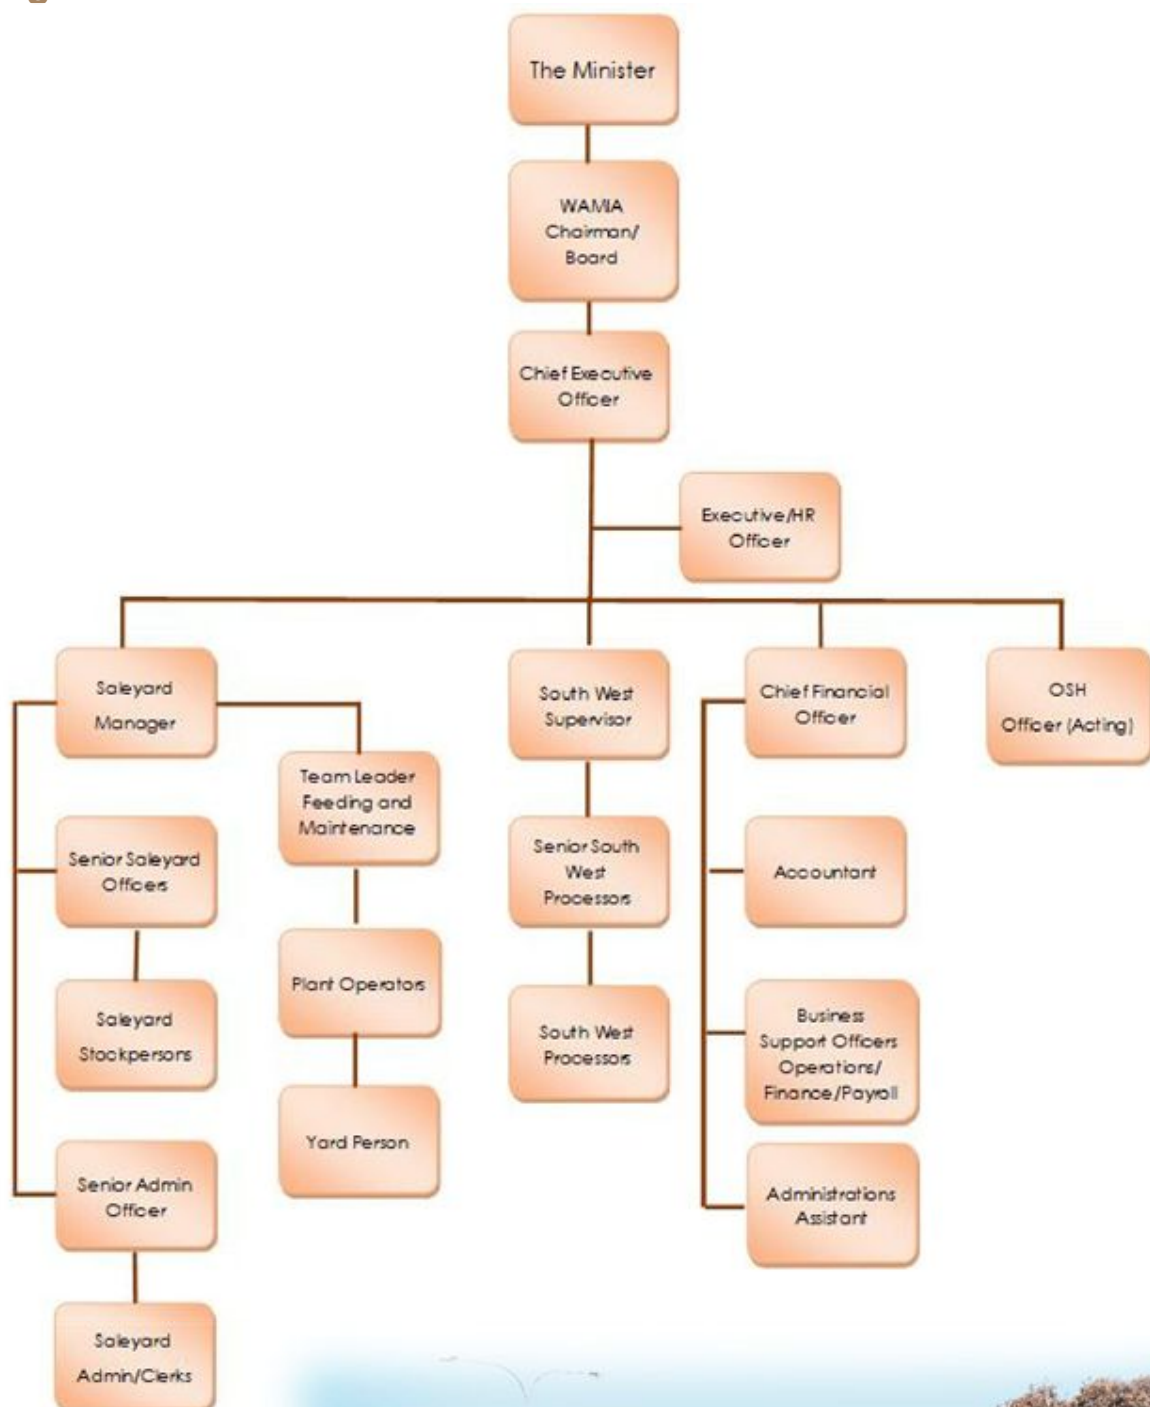 The Minister
WAMIA
Chairman/
Board
Chief Executive
Officer
Executive/HR
Officer
Saleyard
Manager
South West
Supervisor
Chief Financial
Officer
OSH
Officer (Acting)
Team Leader
Feeding and
Maintenance
Senior Saleyard
Officers
Senior South
West
Processors
Accountant
Plant Operators
Saleyard
Stockpersons
South West
Processors
Business
Support Officers
Operations/
Finance/Payroll
Yard Person
Senior Admin
Officer
Administrations
Assistant
Saleyard
Admin/Clerks